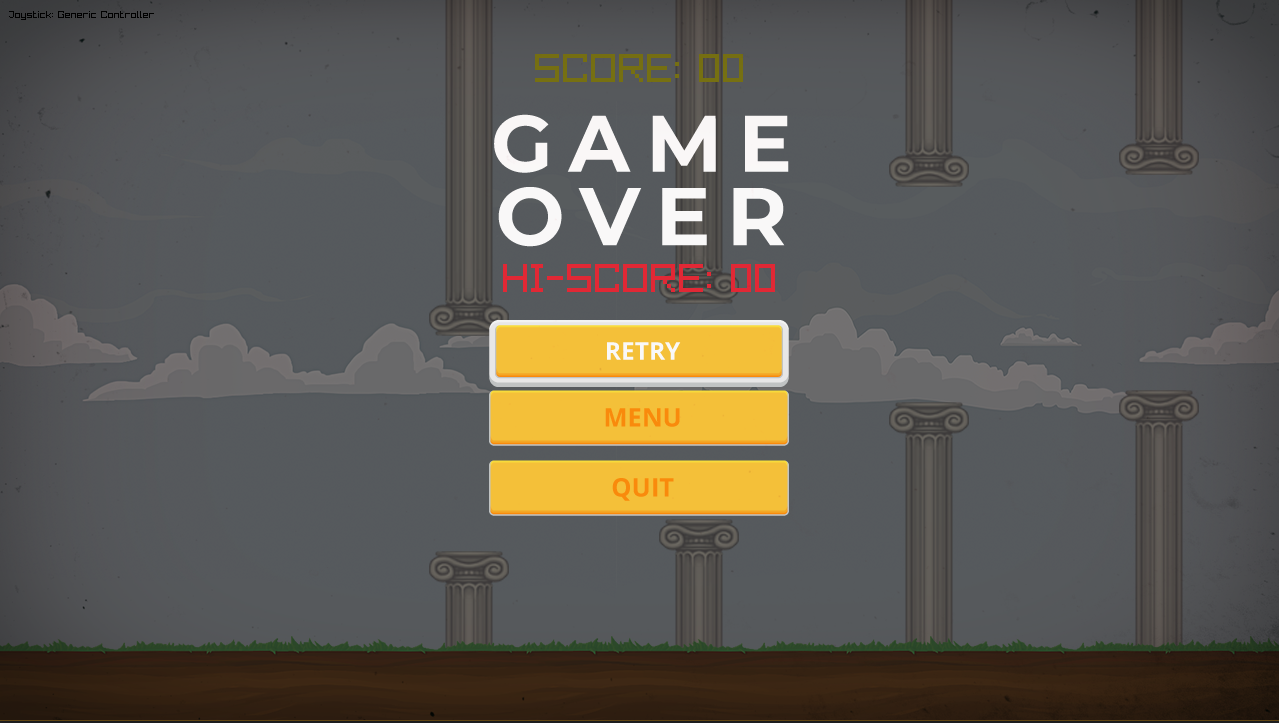 Joystick: Generic Controller
SCORE: 00
GAME
OVER
HI-SCORE: 00
RETRY
MENU
QUIT